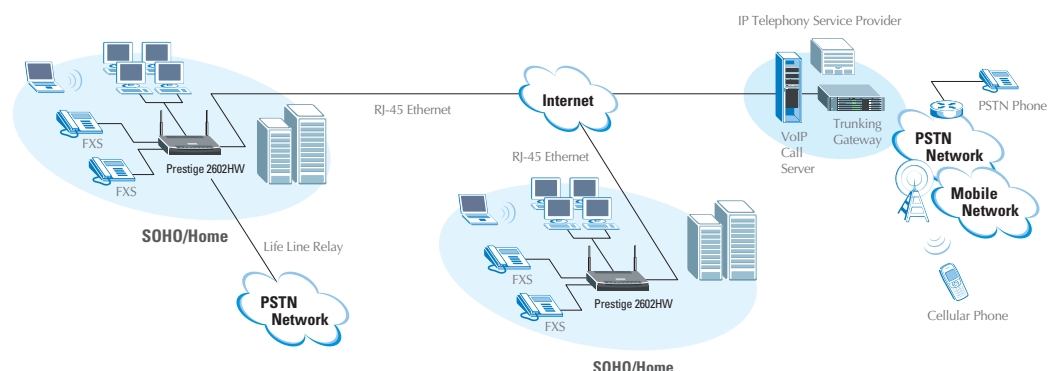 IP Telephony Service Provider
RJ-45 Ethernet
Internet
PSTN Phone
FXS
Prestige 2602HW
FXS
VoIP
Call
Server
Trunking
Gateway
PSTN
Network
RJ-45 Ethernet
Mobile
Network
SOHO/Home
Life Line Relay
FXS
Prestige 2602HW
FXS
PSTN
Network
Cellular Phone
SOHO/Home